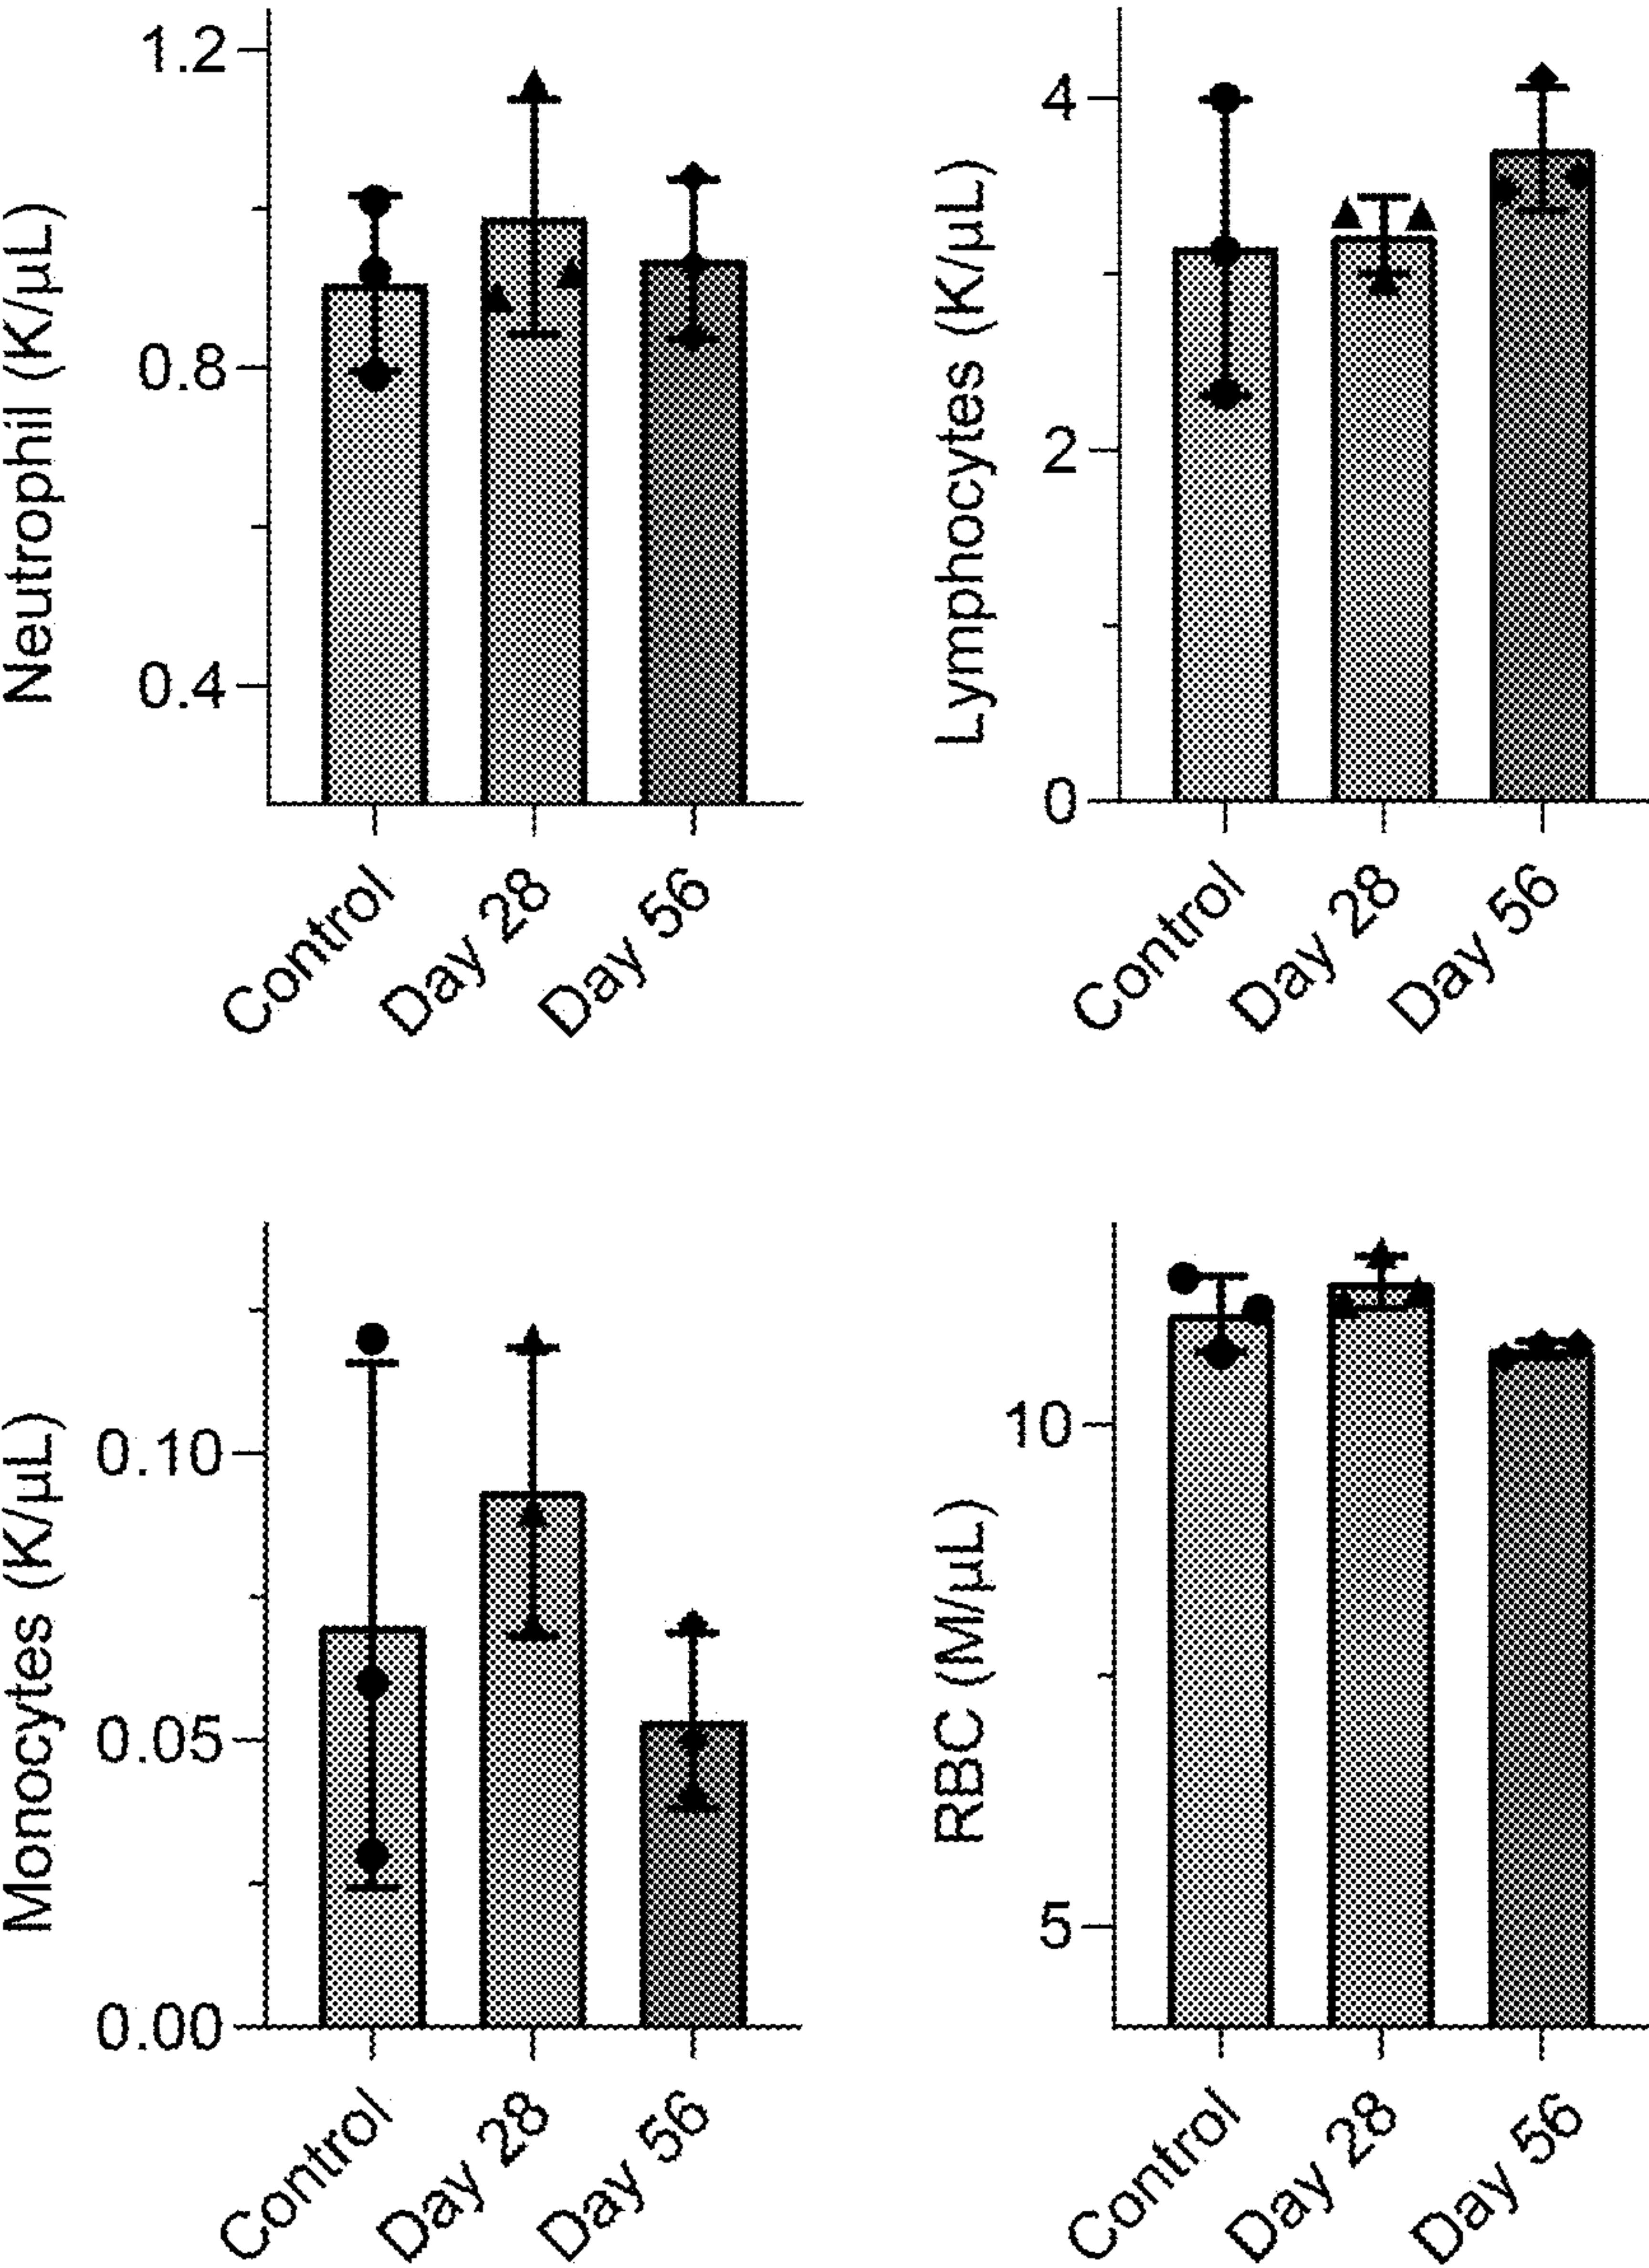 Neutrophil (K/μL)
1.2
0.8
0.4
Control
Day 28
Day 56
Lymphocytes (K/μL)
4
2
0
Control
Day 28
Day 56
Monocytes (K/μL)
0.10
0.05
0.00
Control
Day 28
Day 56
RBC (M/μL)
10
5
Control
Day 28
Day 56